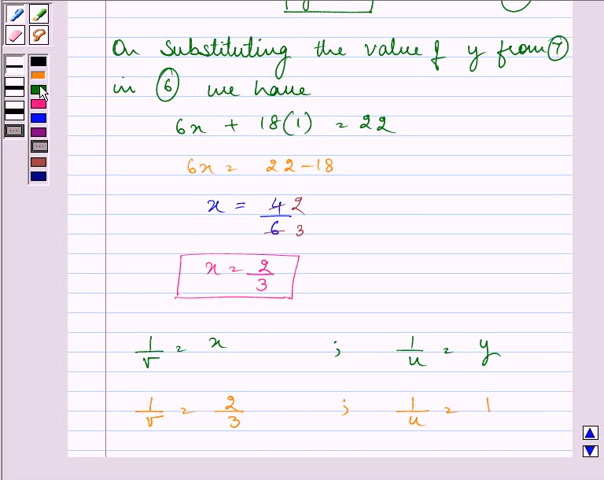 On substituting the value of y from ⑦
in ⑥ we have
6x + 18(1) = 22
6x = 22 - 18
x = 4 2 / 6 3
x = 2/3
1/v = x ; 1/u = y
1/v = 2/3 ; 1/u = 1